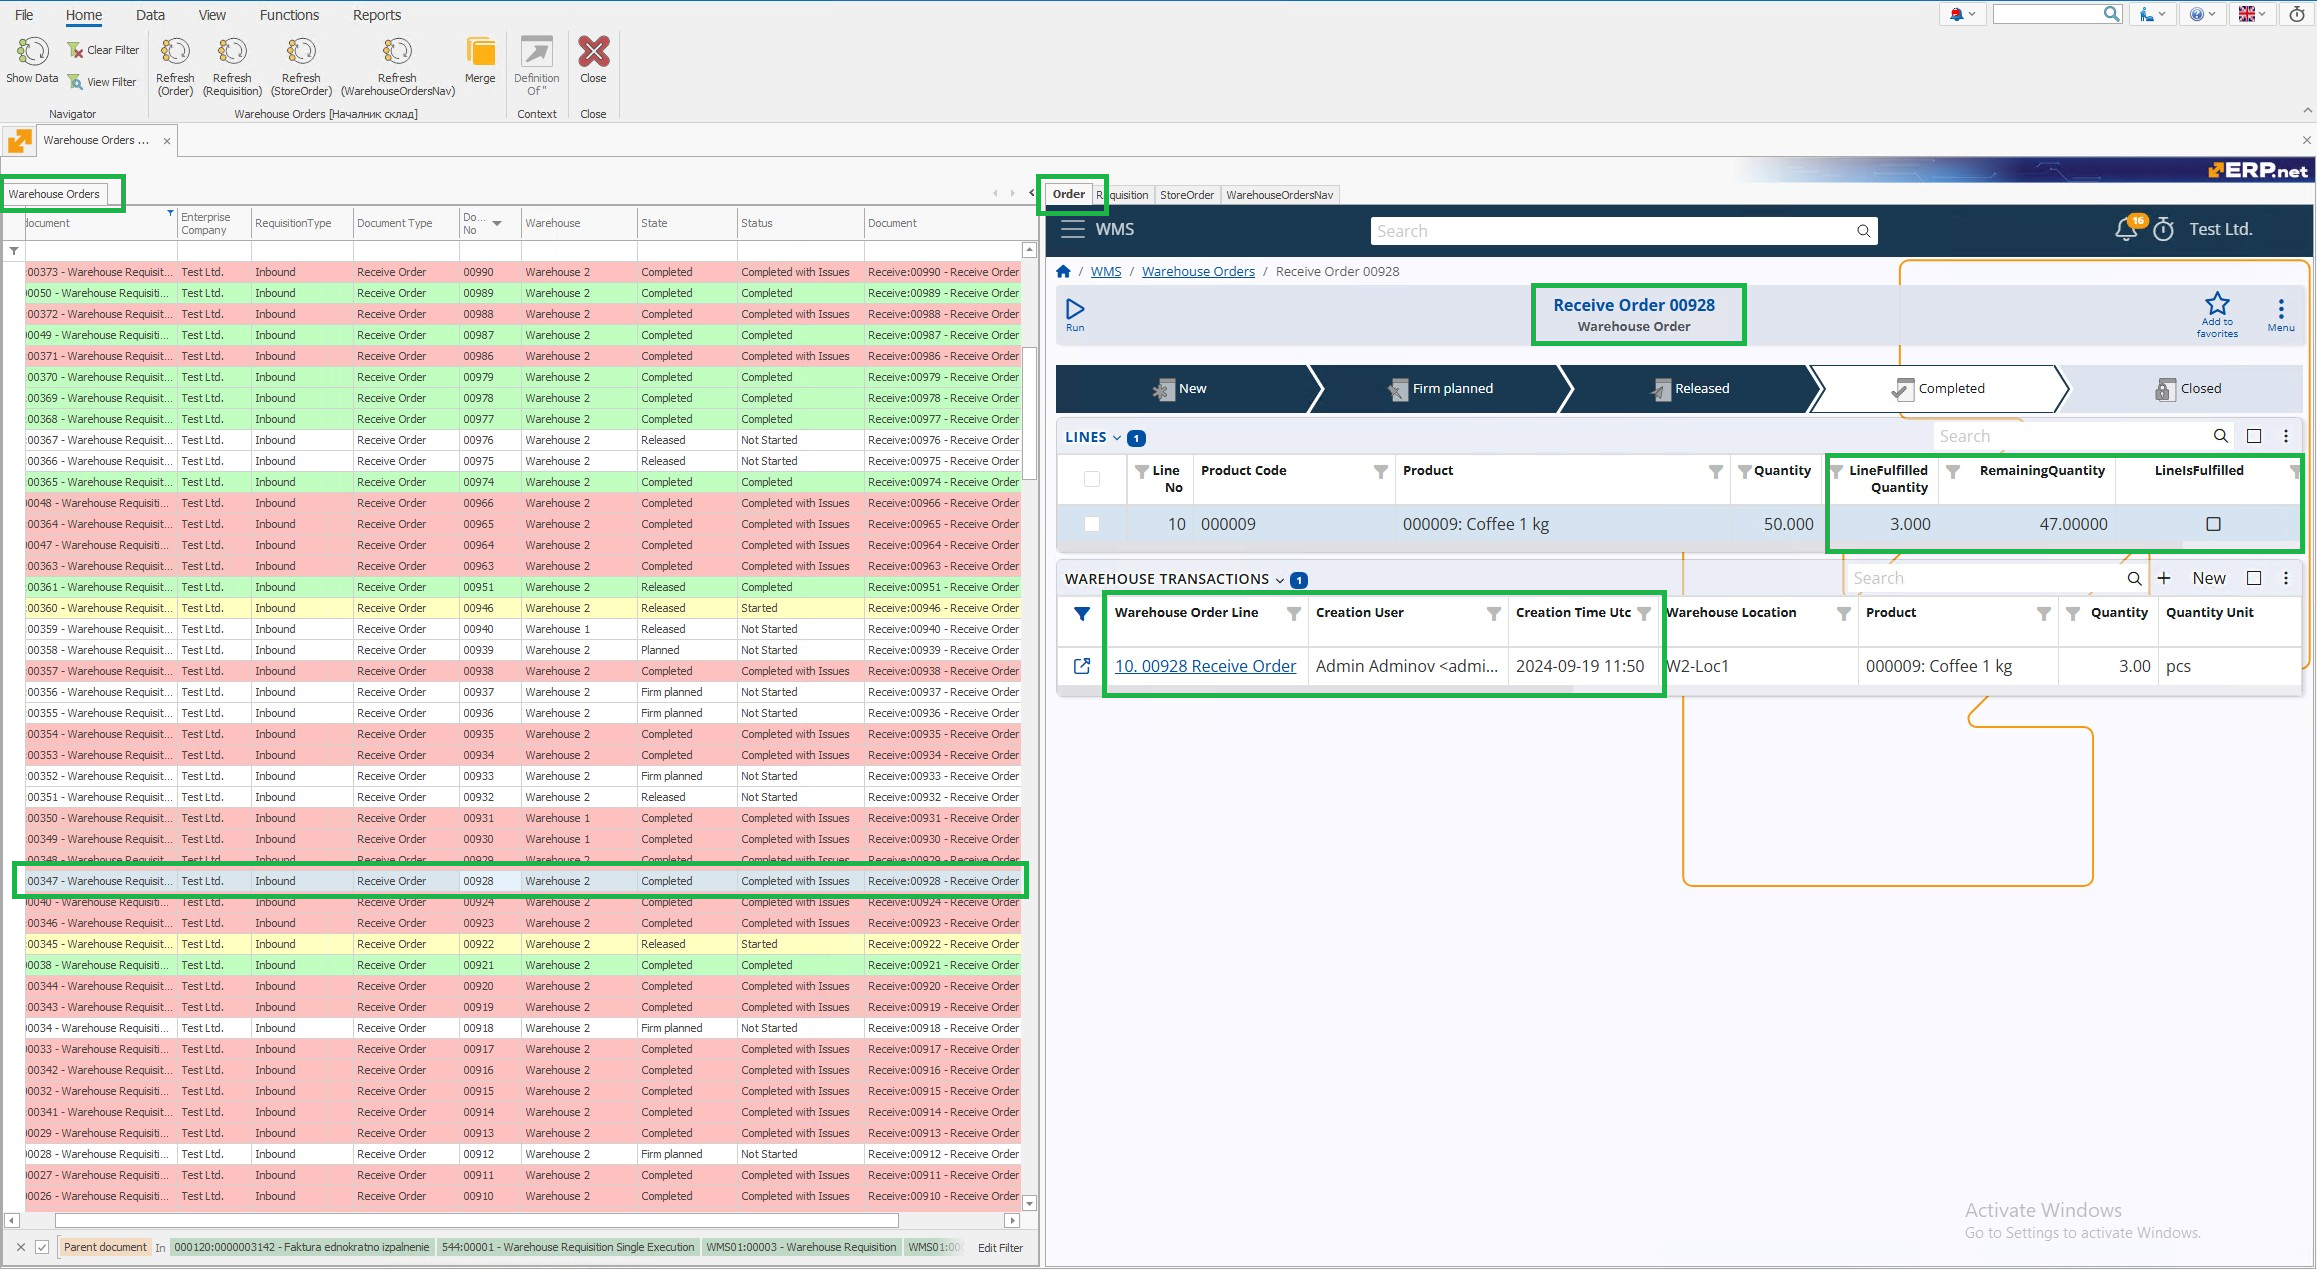 File Home Data View Functions Reports
Show Data Clear Filter View Filter
Refresh (Order) Refresh (Requisition) Refresh (StoreOrder) Refresh (WarehouseOrdersNav) Merge Definition Of " Close
Navigator Warehouse Orders [Началник склад] Context Close
Warehouse Orders ...
ERP.net
Warehouse Orders
Document Enterprise Company RequisitionType Document Type Do... No Warehouse State Status Document
:00373 - Warehouse Requisit... Test Ltd. Inbound Receive Order 00990 Warehouse 2 Completed Completed with Issues Receive:00990 - Receive Order
0050 - Warehouse Requisiti... Test Ltd. Inbound Receive Order 00989 Warehouse 2 Completed Completed Receive:00989 - Receive Order
:00372 - Warehouse Requisit... Test Ltd. Inbound Receive Order 00988 Warehouse 2 Completed Completed with Issues Receive:00988 - Receive Order
0049 - Warehouse Requisiti... Test Ltd. Inbound Receive Order 00987 Warehouse 2 Completed Completed Receive:00987 - Receive Order
:00371 - Warehouse Requisit... Test Ltd. Inbound Receive Order 00986 Warehouse 2 Completed Completed with Issues Receive:00986 - Receive Order
:00370 - Warehouse Requisit... Test Ltd. Inbound Receive Order 00979 Warehouse 2 Completed Completed Receive:00979 - Receive Order
:00369 - Warehouse Requisit... Test Ltd. Inbound Receive Order 00978 Warehouse 2 Completed Completed Receive:00978 - Receive Order
:00368 - Warehouse Requisit... Test Ltd. Inbound Receive Order 00977 Warehouse 2 Completed Completed Receive:00977 - Receive Order
:00367 - Warehouse Requisit... Test Ltd. Inbound Receive Order 00976 Warehouse 2 Released Not Started Receive:00976 - Receive Order
:00366 - Warehouse Requisit... Test Ltd. Inbound Receive Order 00975 Warehouse 2 Released Not Started Receive:00975 - Receive Order
:00365 - Warehouse Requisit... Test Ltd. Inbound Receive Order 00974 Warehouse 2 Completed Completed Receive:00974 - Receive Order
0048 - Warehouse Requisiti... Test Ltd. Inbound Receive Order 00966 Warehouse 2 Completed Completed with Issues Receive:00966 - Receive Order
:00364 - Warehouse Requisit... Test Ltd. Inbound Receive Order 00965 Warehouse 2 Completed Completed with Issues Receive:00965 - Receive Order
0047 - Warehouse Requisiti... Test Ltd. Inbound Receive Order 00964 Warehouse 2 Completed Completed with Issues Receive:00964 - Receive Order
:00363 - Warehouse Requisit... Test Ltd. Inbound Receive Order 00963 Warehouse 2 Completed Completed with Issues Receive:00963 - Receive Order
:00361 - Warehouse Requisit... Test Ltd. Inbound Receive Order 00951 Warehouse 2 Released Completed Receive:00951 - Receive Order
:00360 - Warehouse Requisit... Test Ltd. Inbound Receive Order 00946 Warehouse 2 Released Started Receive:00946 - Receive Order
:00359 - Warehouse Requisit... Test Ltd. Inbound Receive Order 00940 Warehouse 1 Released Not Started Receive:00940 - Receive Order
:00358 - Warehouse Requisit... Test Ltd. Inbound Receive Order 00939 Warehouse 2 Planned Not Started Receive:00939 - Receive Order
:00357 - Warehouse Requisit... Test Ltd. Inbound Receive Order 00938 Warehouse 2 Completed Completed with Issues Receive:00938 - Receive Order
:00356 - Warehouse Requisit... Test Ltd. Inbound Receive Order 00937 Warehouse 2 Firm planned Not Started Receive:00937 - Receive Order
:00355 - Warehouse Requisit... Test Ltd. Inbound Receive Order 00936 Warehouse 2 Firm planned Not Started Receive:00936 - Receive Order
:00354 - Warehouse Requisit... Test Ltd. Inbound Receive Order 00935 Warehouse 2 Completed Completed with Issues Receive:00935 - Receive Order
:00353 - Warehouse Requisit... Test Ltd. Inbound Receive Order 00934 Warehouse 2 Completed Completed with Issues Receive:00934 - Receive Order
:00352 - Warehouse Requisit... Test Ltd. Inbound Receive Order 00933 Warehouse 2 Firm planned Not Started Receive:00933 - Receive Order
:00351 - Warehouse Requisit... Test Ltd. Inbound Receive Order 00932 Warehouse 2 Released Not Started Receive:00932 - Receive Order
:00350 - Warehouse Requisit... Test Ltd. Inbound Receive Order 00931 Warehouse 1 Completed Completed with Issues Receive:00931 - Receive Order
:00349 - Warehouse Requisit... Test Ltd. Inbound Receive Order 00930 Warehouse 1 Completed Completed with Issues Receive:00930 - Receive Order
:00348 - Warehouse Requisit... Test Ltd. Inbound Receive Order 00929 Warehouse 2 Completed Completed with Issues Receive:00929 - Receive Order
:00347 - Warehouse Requisit... Test Ltd. Inbound Receive Order 00928 Warehouse 2 Completed Completed with Issues Receive:00928 - Receive Order
0040 - Warehouse Requisiti... Test Ltd. Inbound Receive Order 00924 Warehouse 2 Completed Completed with Issues Receive:00924 - Receive Order
:00346 - Warehouse Requisit... Test Ltd. Inbound Receive Order 00923 Warehouse 2 Completed Completed with Issues Receive:00923 - Receive Order
:00345 - Warehouse Requisit... Test Ltd. Inbound Receive Order 00922 Warehouse 2 Released Started Receive:00922 - Receive Order
0038 - Warehouse Requisiti... Test Ltd. Inbound Receive Order 00921 Warehouse 2 Completed Completed Receive:00921 - Receive Order
:00344 - Warehouse Requisit... Test Ltd. Inbound Receive Order 00920 Warehouse 2 Completed Completed with Issues Receive:00920 - Receive Order
:00343 - Warehouse Requisit... Test Ltd. Inbound Receive Order 00919 Warehouse 2 Completed Completed with Issues Receive:00919 - Receive Order
0034 - Warehouse Requisiti... Test Ltd. Inbound Receive Order 00918 Warehouse 2 Firm planned Not Started Receive:00918 - Receive Order
0033 - Warehouse Requisiti... Test Ltd. Inbound Receive Order 00917 Warehouse 2 Completed Completed with Issues Receive:00917 - Receive Order
:00342 - Warehouse Requisit... Test Ltd. Inbound Receive Order 00916 Warehouse 2 Completed Completed with Issues Receive:00916 - Receive Order
0032 - Warehouse Requisiti... Test Ltd. Inbound Receive Order 00915 Warehouse 2 Completed Completed with Issues Receive:00915 - Receive Order
:00341 - Warehouse Requisit... Test Ltd. Inbound Receive Order 00914 Warehouse 2 Completed Completed with Issues Receive:00914 - Receive Order
0029 - Warehouse Requisiti... Test Ltd. Inbound Receive Order 00913 Warehouse 2 Completed Completed with Issues Receive:00913 - Receive Order
0028 - Warehouse Requisiti... Test Ltd. Inbound Receive Order 00912 Warehouse 2 Firm planned Not Started Receive:00912 - Receive Order
0027 - Warehouse Requisiti... Test Ltd. Inbound Receive Order 00911 Warehouse 2 Completed Completed with Issues Receive:00911 - Receive Order
0026 - Warehouse Requisiti... Test Ltd. Inbound Receive Order 00910 Warehouse 2 Completed Completed with Issues Receive:00910 - Receive Order
Parent document In 000120:0000003142 - Faktura ednokratno izpalnenie 544:00001 - Warehouse Requisition Single Execution WMS01:00003 - Warehouse Requisition WMS01:00 Edit Filter
Order Requisition StoreOrder WarehouseOrdersNav
WMS Search 16 Test Ltd.
/ WMS / Warehouse Orders / Receive Order 00928
Run Receive Order 00928 Add to favorites Menu
Warehouse Order
New Firm planned Released Completed Closed
LINES 1 Search
Line No Product Code Product Quantity LineFulfilled Quantity RemainingQuantity LineIsFulfilled
10 000009 000009: Coffee 1 kg 50.000 3.000 47.00000
WAREHOUSE TRANSACTIONS 1 Search + New
Warehouse Order Line Creation User Creation Time Utc Warehouse Location Product Quantity Quantity Unit
10. 00928 Receive Order Admin Adminov <admi... 2024-09-19 11:50 W2-Loc1 000009: Coffee 1 kg 3.00 pcs
Activate Windows
Go to Settings to activate Windows.